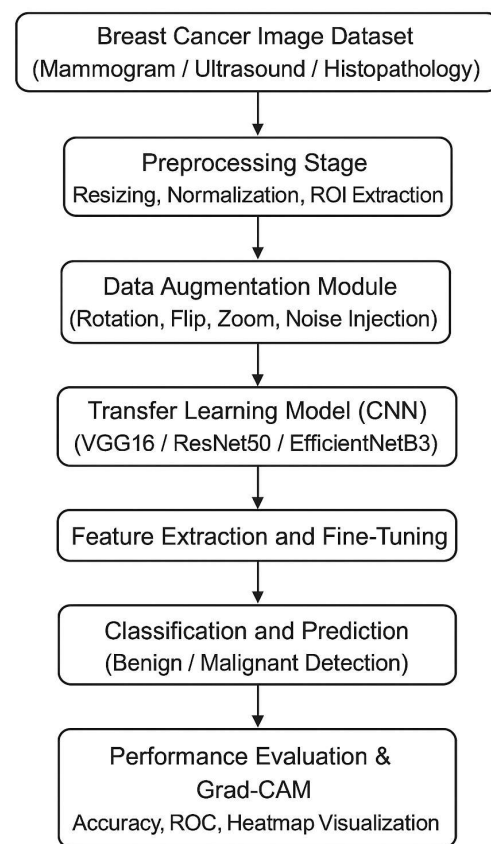 Breast Cancer Image Dataset
(Mammogram / Ultrasound / Histopathology)
Preprocessing Stage
Resizing, Normalization, ROI Extraction
Data Augmentation Module
(Rotation, Flip, Zoom, Noise Injection)
Transfer Learning Model (CNN)
(VGG16 / ResNet50 / EfficientNetB3)
Feature Extraction and Fine-Tuning
Classification and Prediction
(Benign / Malignant Detection)
Performance Evaluation &
Grad-CAM
Accuracy, ROC, Heatmap Visualization